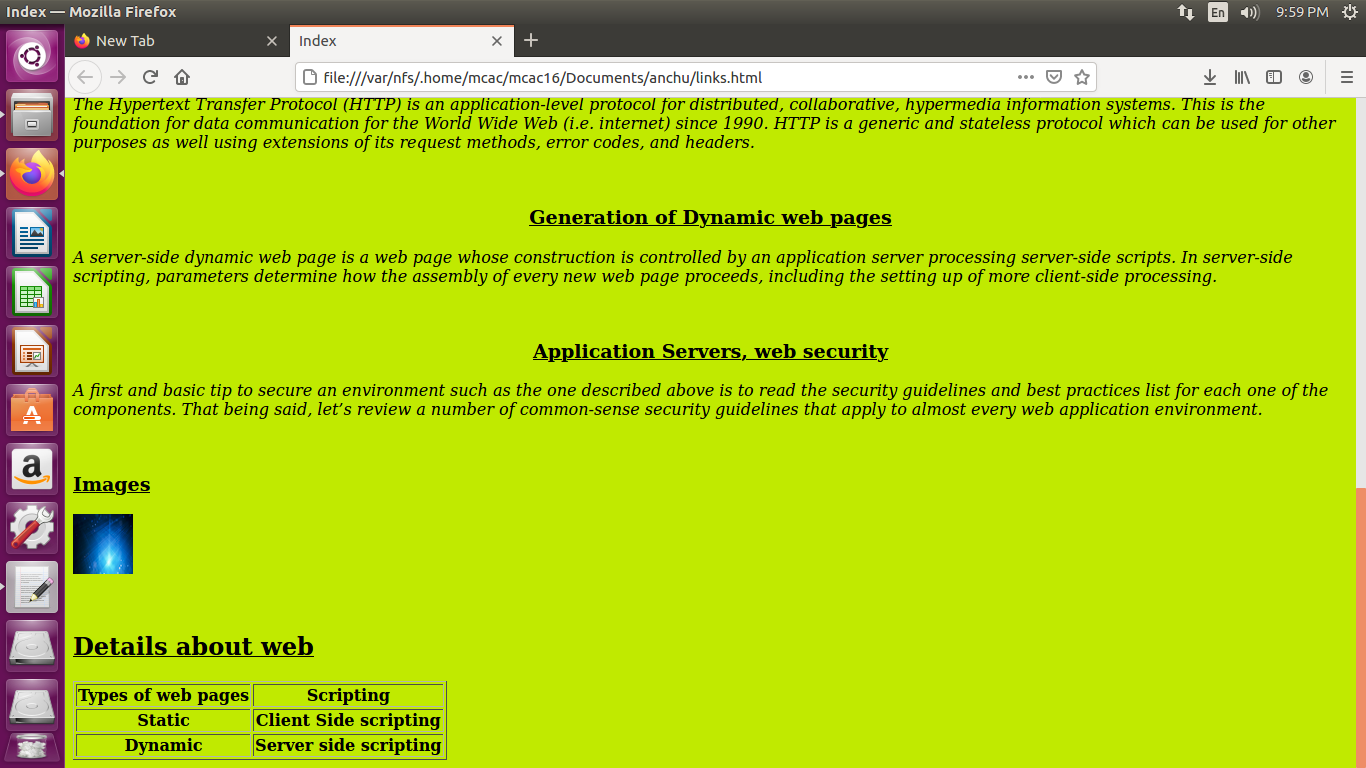 Index — Mozilla Firefox
En
9:59 PM
New Tab
Index
file:///var/nfs/.home/mcac/mcac16/Documents/anchu/links.html
The Hypertext Transfer Protocol (HTTP) is an application-level protocol for distributed, collaborative, hypermedia information systems. This is the
foundation for data communication for the World Wide Web (i.e. internet) since 1990. HTTP is a generic and stateless protocol which can be used for other
purposes as well using extensions of its request methods, error codes, and headers.
Generation of Dynamic web pages
A server-side dynamic web page is a web page whose construction is controlled by an application server processing server-side scripts. In server-side
scripting, parameters determine how the assembly of every new web page proceeds, including the setting up of more client-side processing.
Application Servers, web security
A first and basic tip to secure an environment such as the one described above is to read the security guidelines and best practices list for each one of the
components. That being said, let’s review a number of common-sense security guidelines that apply to almost every web application environment.
Images
Details about web
Types of web pages Scripting
Static Client Side scripting
Dynamic Server side scripting